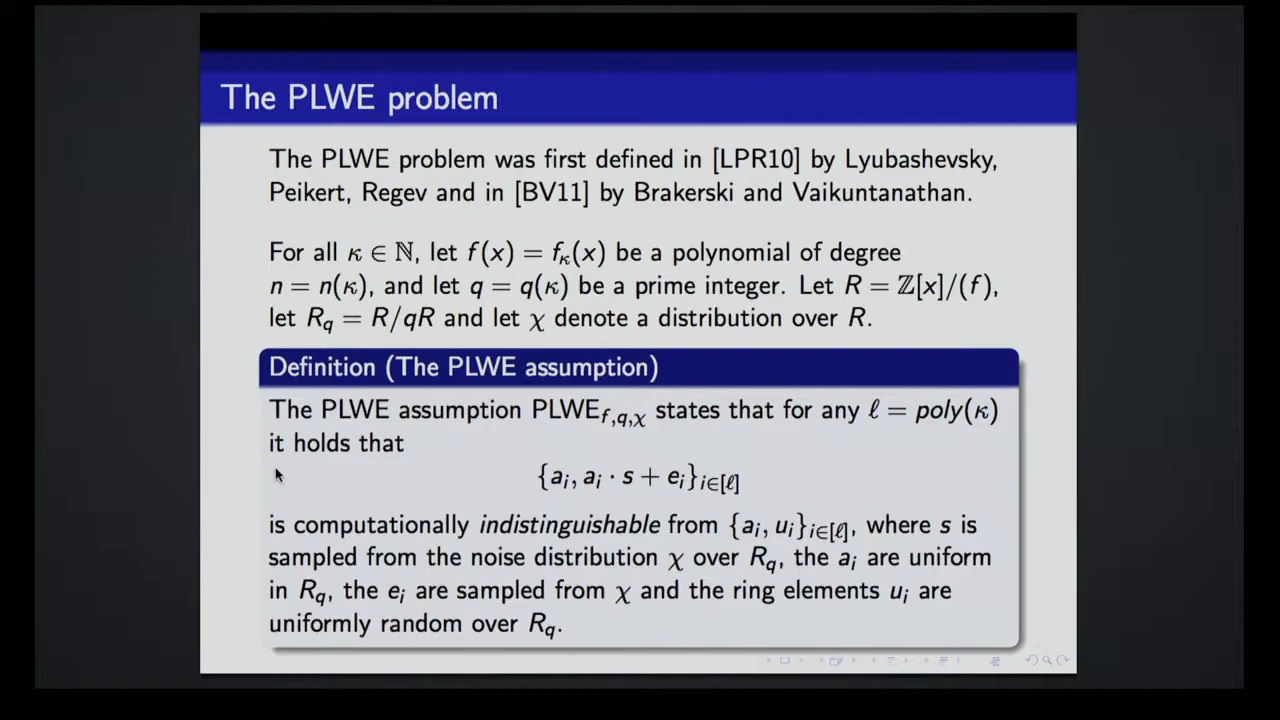 The PLWE problem
The PLWE problem was first defined in [LPR10] by Lyubashevsky,
Peikert, Regev and in [BV11] by Brakerski and Vaikuntanathan.
For all κ ∈ ℕ, let f(x) = f_κ(x) be a polynomial of degree
n = n(κ), and let q = q(κ) be a prime integer. Let R = ℤ[x]/(f),
let R_q = R/qR and let χ denote a distribution over R.
Definition (The PLWE assumption)
The PLWE assumption PLWE_{f,q,χ} states that for any ℓ = poly(κ)
it holds that
{a_i, a_i · s + e_i}_{i∈[ℓ]}
is computationally indistinguishable from {a_i, u_i}_{i∈[ℓ]}, where s is
sampled from the noise distribution χ over R_q, the a_i are uniform
in R_q, the e_i are sampled from χ and the ring elements u_i are
uniformly random over R_q.